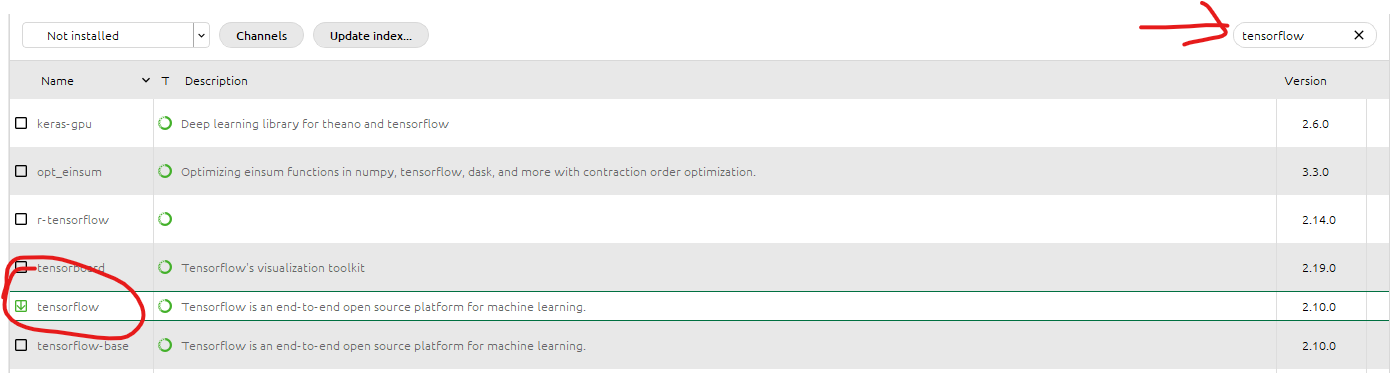 Not installed Channels Update index... tensorflow
Name T Description Version
keras-gpu Deep learning library for theano and tensorflow 2.6.0
opt_einsum Optimizing einsum functions in numpy, tensorflow, dask, and more with contraction order optimization. 3.3.0
r-tensorflow 2.14.0
tensorboard Tensorflow's visualization toolkit 2.19.0
tensorflow Tensorflow is an end-to-end open source platform for machine learning. 2.10.0
tensorflow-base Tensorflow is an end-to-end open source platform for machine learning. 2.10.0